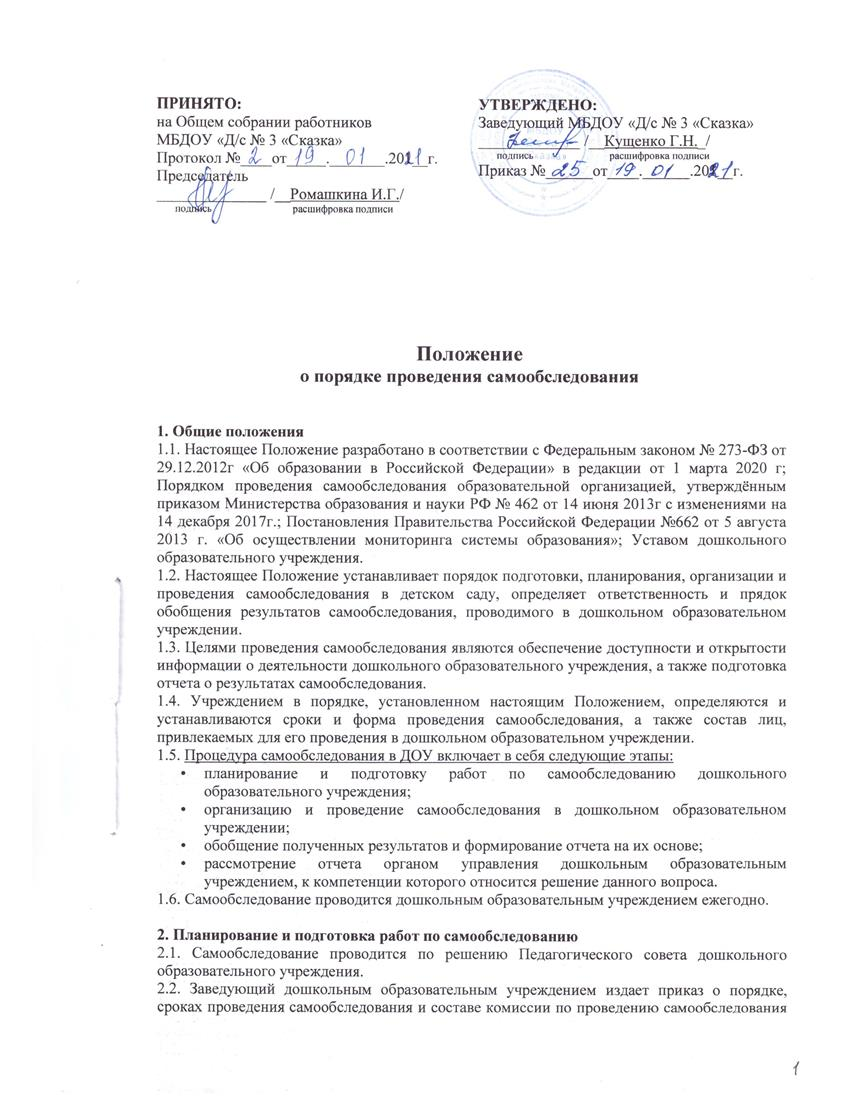 ПРИНЯТО:
на Общем собрании работников
МБДОУ «Д/с № 3 «Сказка»
Протокол № 2 от 19 . 01 .2021 г.
Председатель
/ Ромашкина И.Г./
подпись расшифровка подписи
УТВЕРЖДЕНО:
Заведующий МБДОУ «Д/с № 3 «Сказка»
/ Кущенко Г.Н. /
подпись расшифровка подписи
Приказ № 25 от 19 . 01 .2021 г.
Положение
о порядке проведения самообследования
1. Общие положения
1.1. Настоящее Положение разработано в соответствии с Федеральным законом № 273-ФЗ от
29.12.2012г «Об образовании в Российской Федерации» в редакции от 1 марта 2020 г;
Порядком проведения самообследования образовательной организацией, утверждённым
приказом Министерства образования и науки РФ № 462 от 14 июня 2013г с изменениями на
14 декабря 2017г.; Постановления Правительства Российской Федерации №662 от 5 августа
2013 г. «Об осуществлении мониторинга системы образования»; Уставом дошкольного
образовательного учреждения.
1.2. Настоящее Положение устанавливает порядок подготовки, планирования, организации и
проведения самообследования в детском саду, определяет ответственность и прядок
обобщения результатов самообследования, проводимого в дошкольном образовательном
учреждении.
1.3. Целями проведения самообследования являются обеспечение доступности и открытости
информации о деятельности дошкольного образовательного учреждения, а также подготовка
отчета о результатах самообследования.
1.4. Учреждением в порядке, установленном настоящим Положением, определяются и
устанавливаются сроки и форма проведения самообследования, а также состав лиц,
привлекаемых для его проведения в дошкольном образовательном учреждении.
1.5. Процедура самообследования в ДОУ включает в себя следующие этапы:
• планирование и подготовку работ по самообследованию дошкольного
образовательного учреждения;
• организацию и проведение самообследования в дошкольном образовательном
учреждении;
• обобщение полученных результатов и формирование отчета на их основе;
• рассмотрение отчета органом управления дошкольным образовательным
учреждением, к компетенции которого относится решение данного вопроса.
1.6. Самообследование проводится дошкольным образовательным учреждением ежегодно.
2. Планирование и подготовка работ по самообследованию
2.1. Самообследование проводится по решению Педагогического совета дошкольного
образовательного учреждения.
2.2. Заведующий дошкольным образовательным учреждением издает приказ о порядке,
сроках проведения самообследования и составе комиссии по проведению самообследования
1